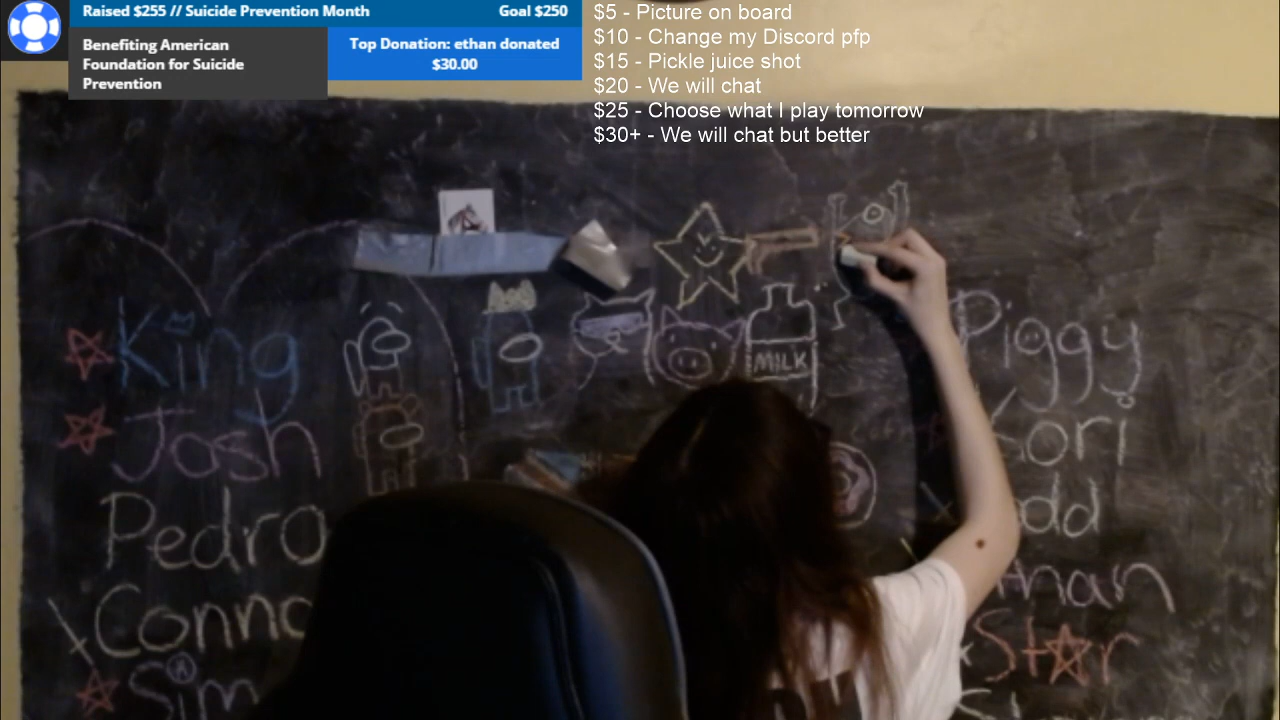 Raised $255 // Suicide Prevention Month
Goal $250
Benefiting American
Foundation for Suicide
Prevention
Top Donation: ethan donated
$30.00
$5 - Picture on board
$10 - Change my Discord pfp
$15 - Pickle juice shot
$20 - We will chat
$25 - Choose what I play tomorrow
$30+ - We will chat but better
King
Josh
Pedro
Sim
MILK
Piggy
Star